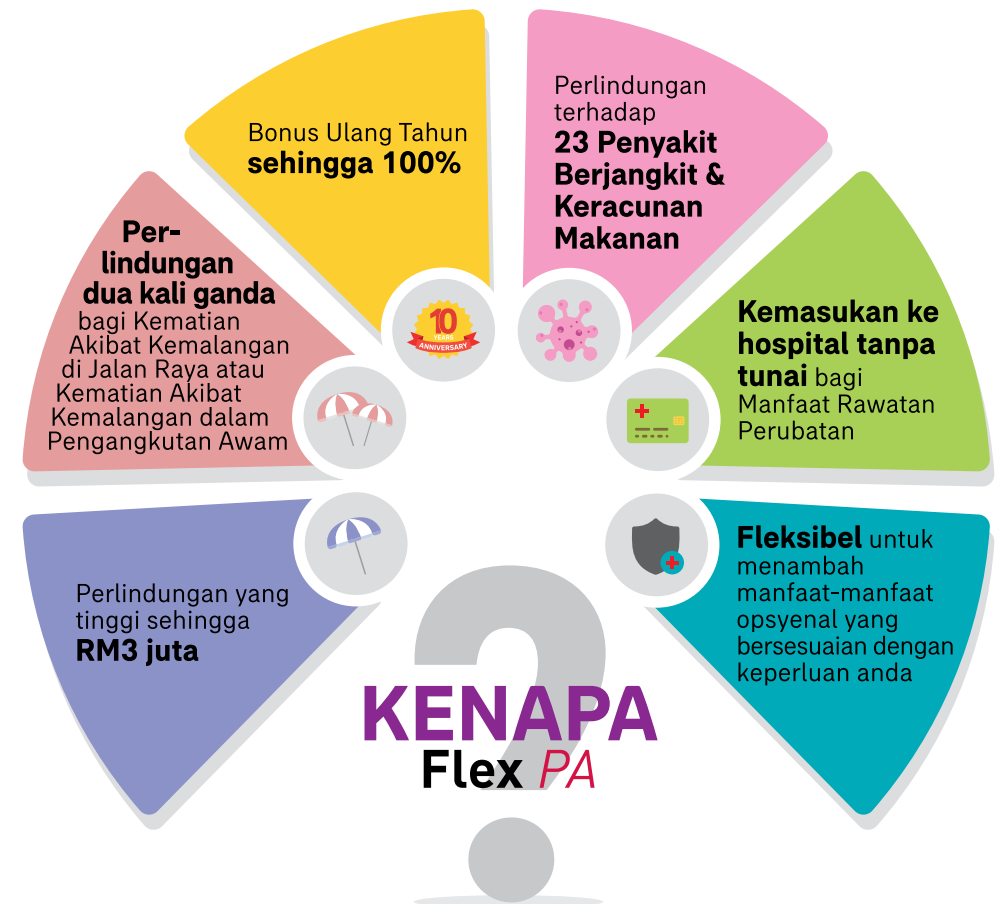 Perlindungan yang
tinggi sehingga
RM3 juta
Per-
lindungan
dua kali ganda
bagi Kematian
Akibat Kemalangan
di Jalan Raya atau
Kematian Akibat
Kemalangan dalam
Pengangkutan Awam
Bonus Ulang Tahun
sehingga 100%
10
YEARS
ANNIVERSARY
Perlindungan
terhadap
23 Penyakit
Berjangkit &
Keracunan
Makanan
Kemasukan ke
hospital tanpa
tunai bagi
Manfaat Rawatan
Perubatan
Fleksibel untuk
menambah
manfaat-manfaat
opsyenal yang
bersesuaian dengan
keperluan anda
?
KENAPA
Flex PA